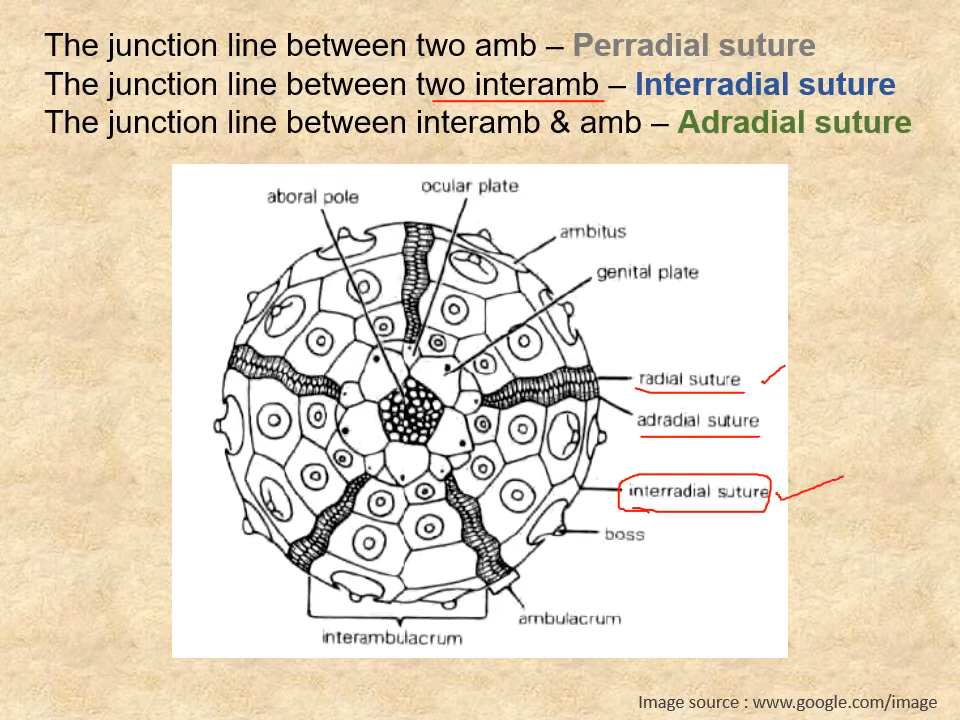 The junction line between two amb – Perradial suture
The junction line between two interamb – Interradial suture
The junction line between interamb & amb – Adradial suture
aboral pole
ocular plate
ambitus
genital plate
radial suture
adradial suture
interradial suture
boss
ambulacrum
interambulacrum
Image source : www.google.com/image